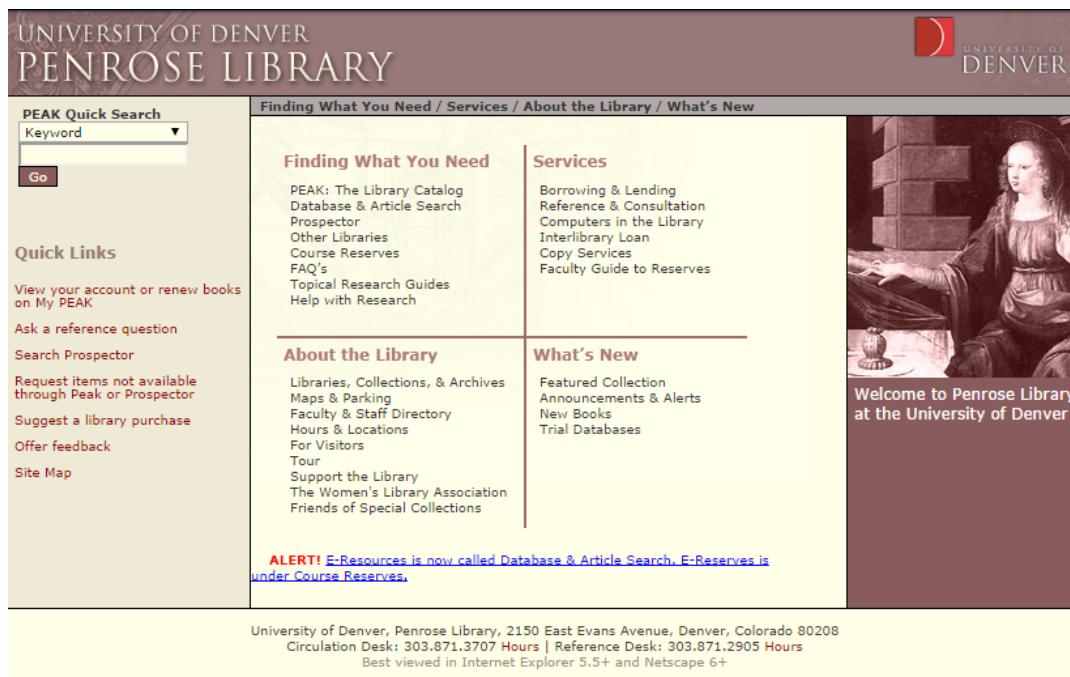 UNIVERSITY OF DENVER
PENROSE LIBRARY
UNIVERSITY OF
DENVER
PEAK Quick Search
Keyword
Go
Quick Links
View your account or renew books
on My PEAK
Ask a reference question
Search Prospector
Request items not available
through Peak or Prospector
Suggest a library purchase
Offer feedback
Site Map
Finding What You Need / Services / About the Library / What's New
Finding What You Need
PEAK: The Library Catalog
Database & Article Search
Prospector
Other Libraries
Course Reserves
FAQ's
Topical Research Guides
Help with Research
Services
Borrowing & Lending
Reference & Consultation
Computers in the Library
Interlibrary Loan
Copy Services
Faculty Guide to Reserves
About the Library
Libraries, Collections, & Archives
Maps & Parking
Faculty & Staff Directory
Hours & Locations
For Visitors
Tour
Support the Library
The Women's Library Association
Friends of Special Collections
What's New
Featured Collection
Announcements & Alerts
New Books
Trial Databases
ALERT! E-Resources is now called Database & Article Search. E-Reserves is
under Course Reserves.
Welcome to Penrose Library
at the University of Denver
University of Denver, Penrose Library, 2150 East Evans Avenue, Denver, Colorado 80208
Circulation Desk: 303.871.3707 Hours | Reference Desk: 303.871.2905 Hours
Best viewed in Internet Explorer 5.5+ and Netscape 6+